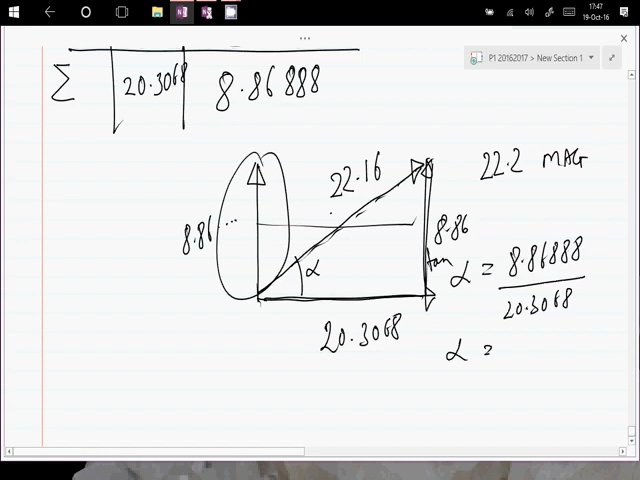 17:47
19-Oct-16
P1 20162017 > New Section 1
Σ 20.3068 8.86888
22.16
22.2 MAG
8.86...
8.86
α
tan α = 8.86888
20.3068
20.3068
α =